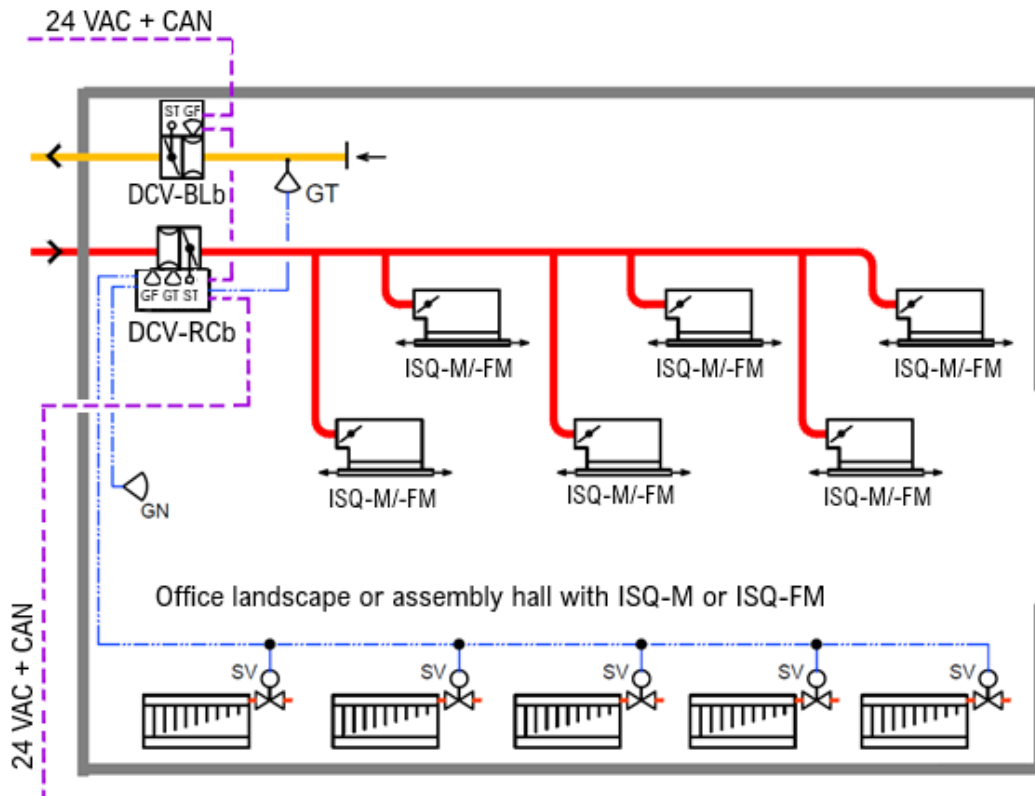 24 VAC + CAN
ST GF
DCV-BLb
GT
GF GT ST
DCV-RCb
ISQ-M/-FM
ISQ-M/-FM
ISQ-M/-FM
ISQ-M/-FM
ISQ-M/-FM
ISQ-M/-FM
GN
Office landscape or assembly hall with ISQ-M or ISQ-FM
24 VAC + CAN
SV
SV
SV
SV
SV